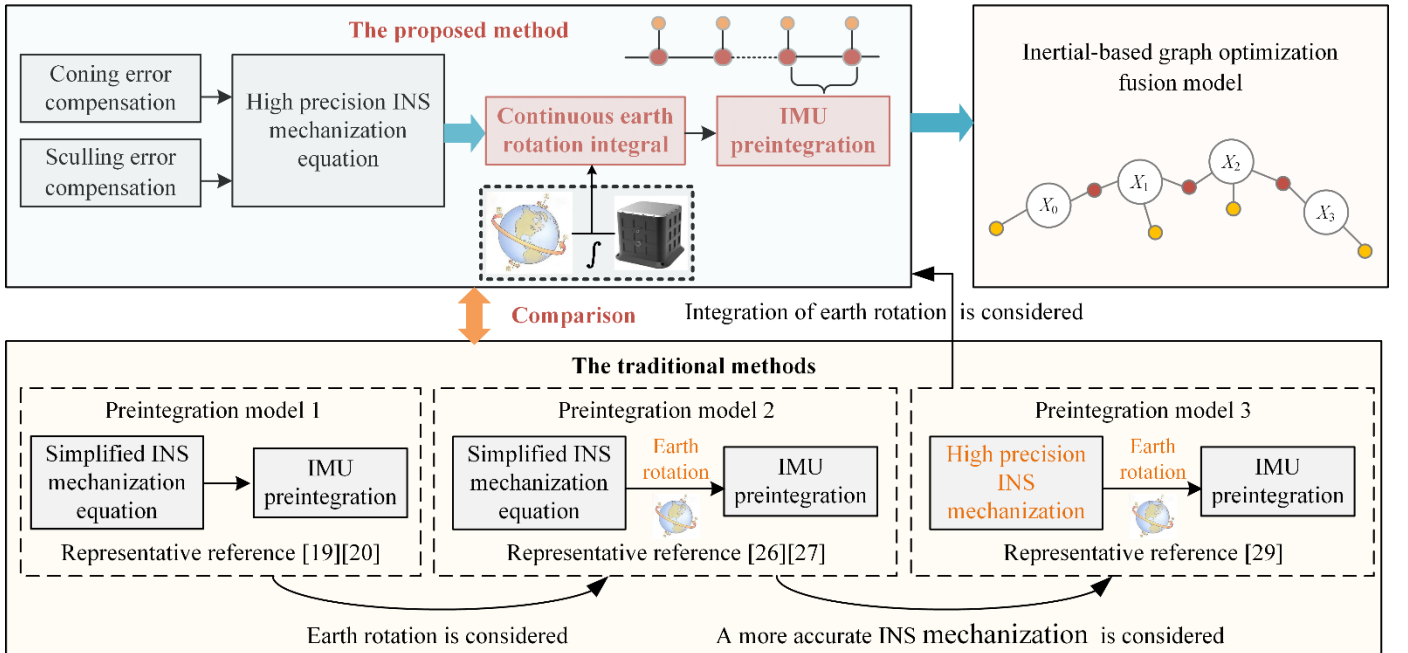 The proposed method
Coning error
compensation
Sculling error
compensation
High precision INS
mechanization
equation
Continuous earth
rotation integral
IMU
preintegration
∫
Inertial-based graph optimization
fusion model
X0
X1
X2
X3
Comparison
Integration of earth rotation is considered
The traditional methods
Preintegration model 1
Simplified INS
mechanization
equation
IMU
preintegration
Representative reference [19][20]
Preintegration model 2
Simplified INS
mechanization
equation
Earth
rotation
IMU
preintegration
Representative reference [26][27]
Preintegration model 3
High precision
INS
mechanization
Earth
rotation
IMU
preintegration
Representative reference [29]
Earth rotation is considered
A more accurate INS mechanization is considered